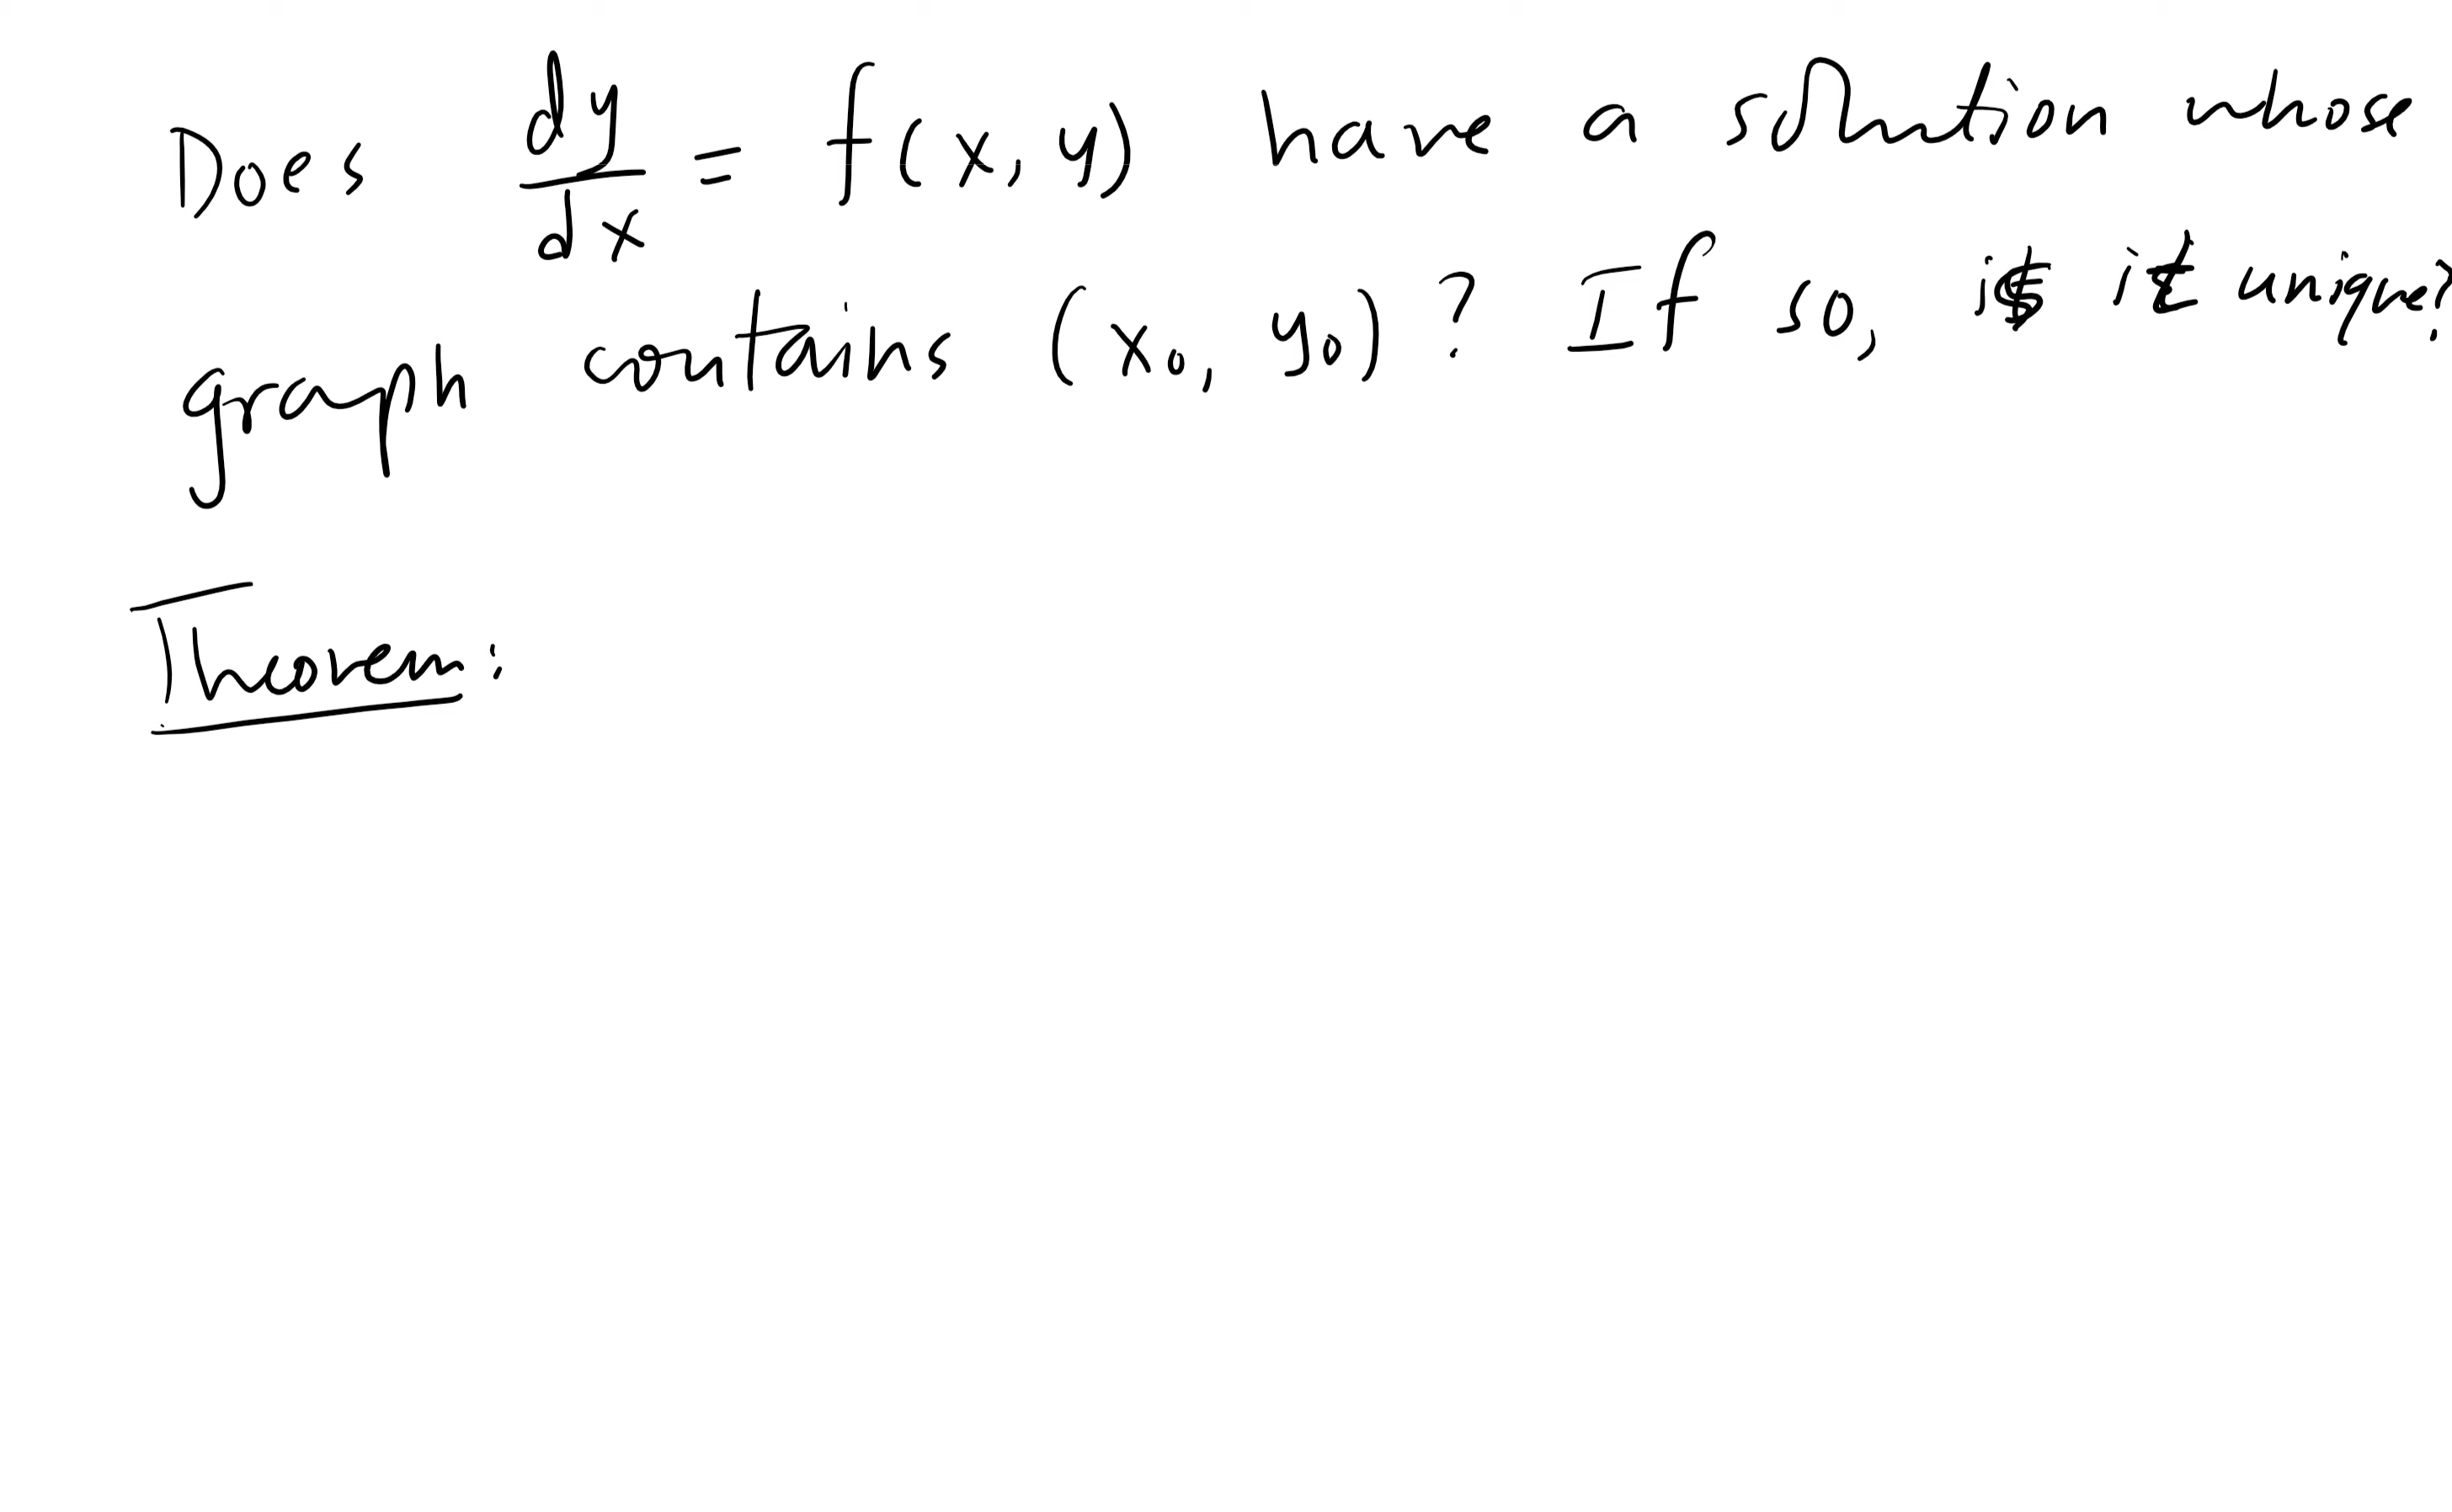 Does dy/dx = f(x, y) have a solution whose
graph contains (x₀, y₀)? If so, is it unique?
Theorem: